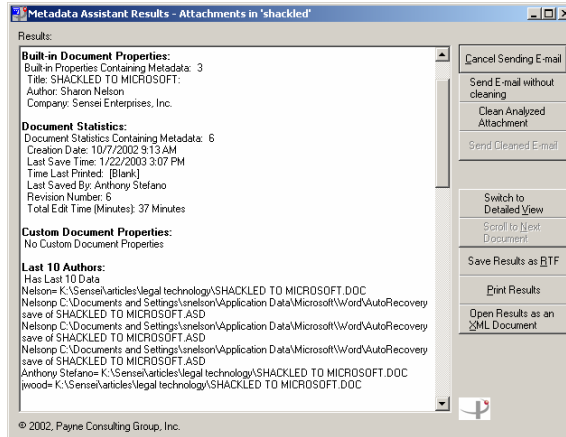 Metadata Assistant Results - Attachments in 'shackled'
Results:
Built-in Document Properties:
Built-in Properties Containing Metadata: 3
Title: SHACKLED TO MICROSOFT:
Author: Sharon Nelson
Company: Sensei Enterprises, Inc.
Document Statistics:
Document Statistics Containing Metadata: 6
Creation Date: 10/7/2002 9:13 AM
Last Save Time: 1/22/2003 3:07 PM
Time Last Printed: [Blank]
Last Saved By: Anthony Stefano
Revision Number: 6
Total Edit Time (Minutes): 37 Minutes
Custom Document Properties:
No Custom Document Properties
Last 10 Authors:
Has Last 10 Data
Nelson= K:\Sensei\articles\legal technology\SHACKLED TO MICROSOFT.DOC
Nelsonp C:\Documents and Settings\snelson\Application Data\Microsoft\Word\AutoRecovery
save of SHACKLED TO MICROSOFT.ASD
Nelsonp C:\Documents and Settings\snelson\Application Data\Microsoft\Word\AutoRecovery
save of SHACKLED TO MICROSOFT.ASD
Nelsonp C:\Documents and Settings\snelson\Application Data\Microsoft\Word\AutoRecovery
save of SHACKLED TO MICROSOFT.ASD
Anthony Stefano= K:\Sensei\articles\legal technology\SHACKLED TO MICROSOFT.DOC
jwood= K:\Sensei\articles\legal technology\SHACKLED TO MICROSOFT.DOC
Cancel Sending E-mail
Send E-mail without
cleaning
Clean Analyzed
Attachment
Send Cleaned E-mail
Switch to
Detailed View
Scroll to Next
Document
Save Results as RTF
Print Results
Open Results as an
XML Document
© 2002, Payne Consulting Group, Inc.